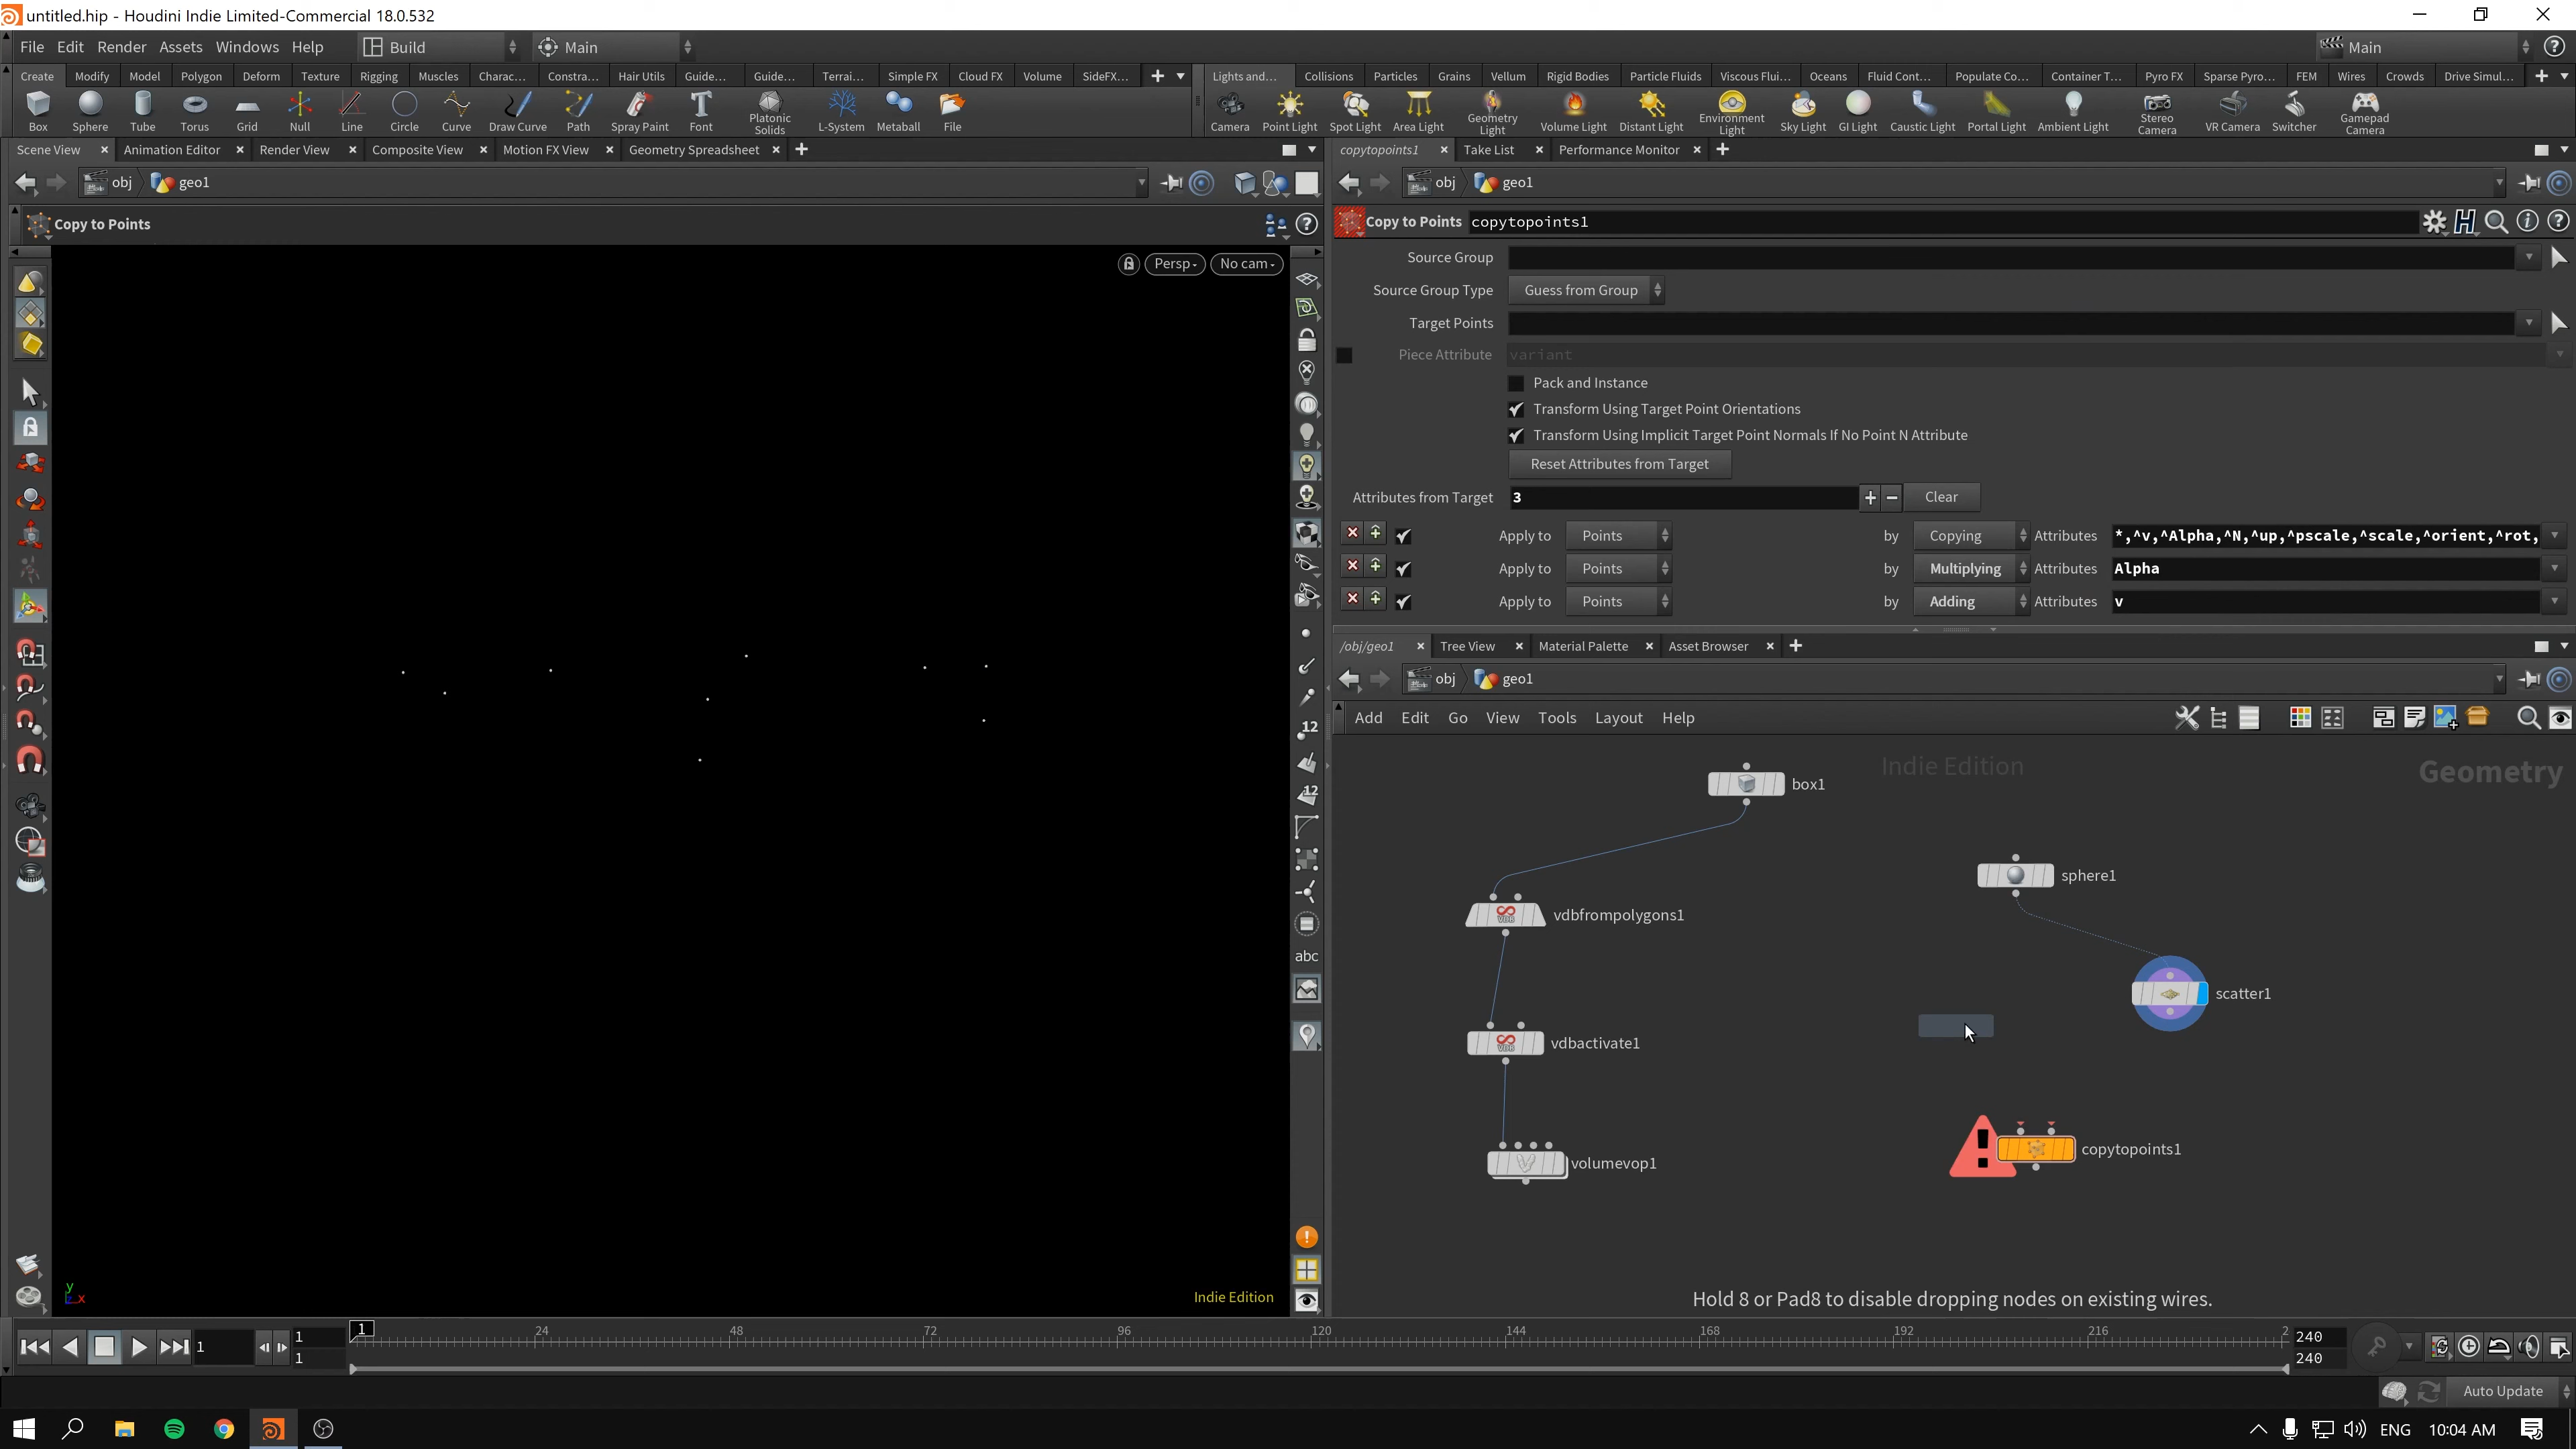 untitled.hip - Houdini Indie Limited-Commercial 18.0.532
File Edit Render Assets Windows Help Build Main Main
Create Modify Model Polygon Deform Texture Rigging Muscles Charac... Constra... Hair Utils Guide... Guide... Terrai... Simple FX Cloud FX Volume SideFX...
Lights and... Collisions Particles Grains Vellum Rigid Bodies Particle Fluids Viscous Flui... Oceans Fluid Cont... Populate Co... Container T... Pyro FX Sparse Pyro... FEM Wires Crowds Drive Simul...
Box Sphere Tube Torus Grid Null Line Circle Curve Draw Curve Path Spray Paint Font Platonic Solids L-System Metaball File
Camera Point Light Spot Light Area Light Geometry Light Volume Light Distant Light Environment Light Sky Light GI Light Caustic Light Portal Light Ambient Light Stereo Camera VR Camera Switcher Gamepad Camera
Scene View Animation Editor Render View Composite View Motion FX View Geometry Spreadsheet
copytopoints1 Take List Performance Monitor
obj geo1
obj geo1
Copy to Points
Copy to Points copytopoints1
Persp No cam
Source Group
Source Group Type Guess from Group
Target Points
Piece Attribute variant
Pack and Instance
Transform Using Target Point Orientations
Transform Using Implicit Target Point Normals If No Point N Attribute
Reset Attributes from Target
Attributes from Target 3 Clear
Apply to Points by Copying Attributes *,^v,^Alpha,^N,^up,^pscale,^scale,^orient,^rot,
Apply to Points by Multiplying Attributes Alpha
Apply to Points by Adding Attributes v
/obj/geo1 Tree View Material Palette Asset Browser
obj geo1
Add Edit Go View Tools Layout Help
12
12
abc
Indie Edition
Geometry
box1
sphere1
vdbfrompolygons1
scatter1
vdbactivate1
copytopoints1
volumevop1
y
z x
Indie Edition
Hold 8 or Pad8 to disable dropping nodes on existing wires.
1 1 1 1 24 48 72 96 120 144 168 192 216 2 240 240
Auto Update
ENG 10:04 AM